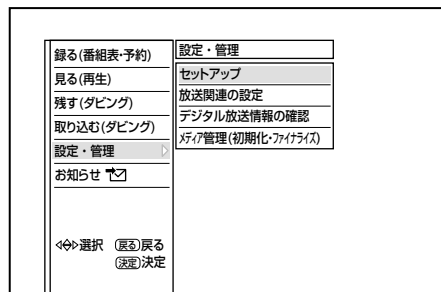 録る(番組表・予約)
見る(再生)
残す(ダビング)
取り込む(ダビング)
設定・管理
お知らせ
選択 戻る戻る
決定決定
設定・管理
セットアップ
放送関連の設定
デジタル放送情報の確認
メディア管理(初期化・ファイナライズ)